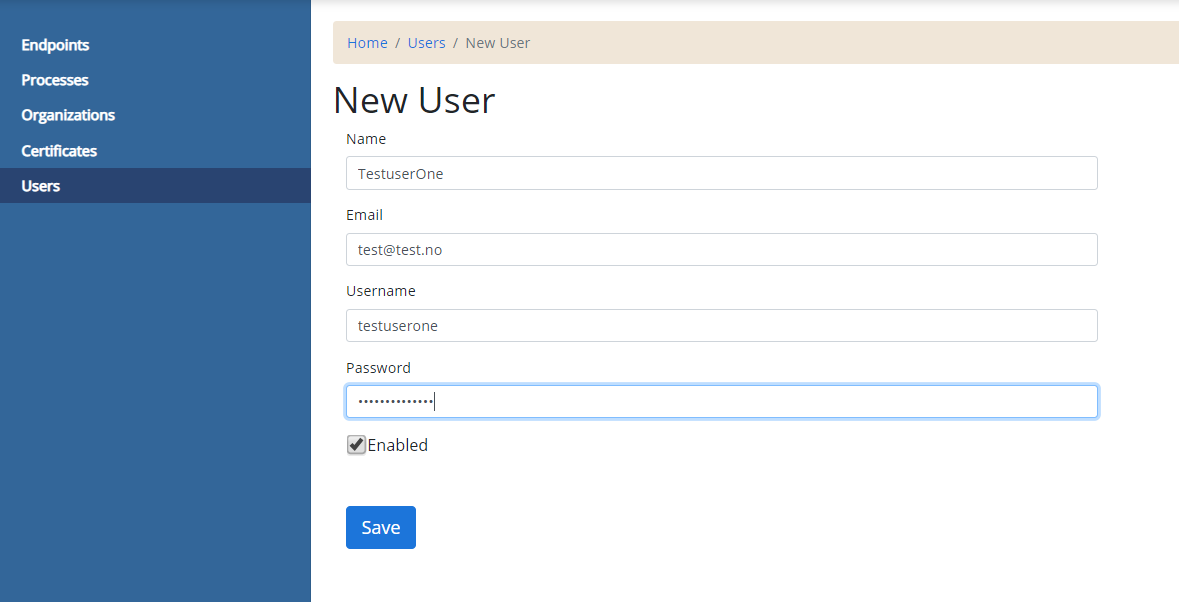 Endpoints
Processes
Organizations
Certificates
Users
Home / Users / New User
New User
Name
TestuserOne
Email
test@test.no
Username
testuserone
Password
••••••••••••••
Enabled
Save